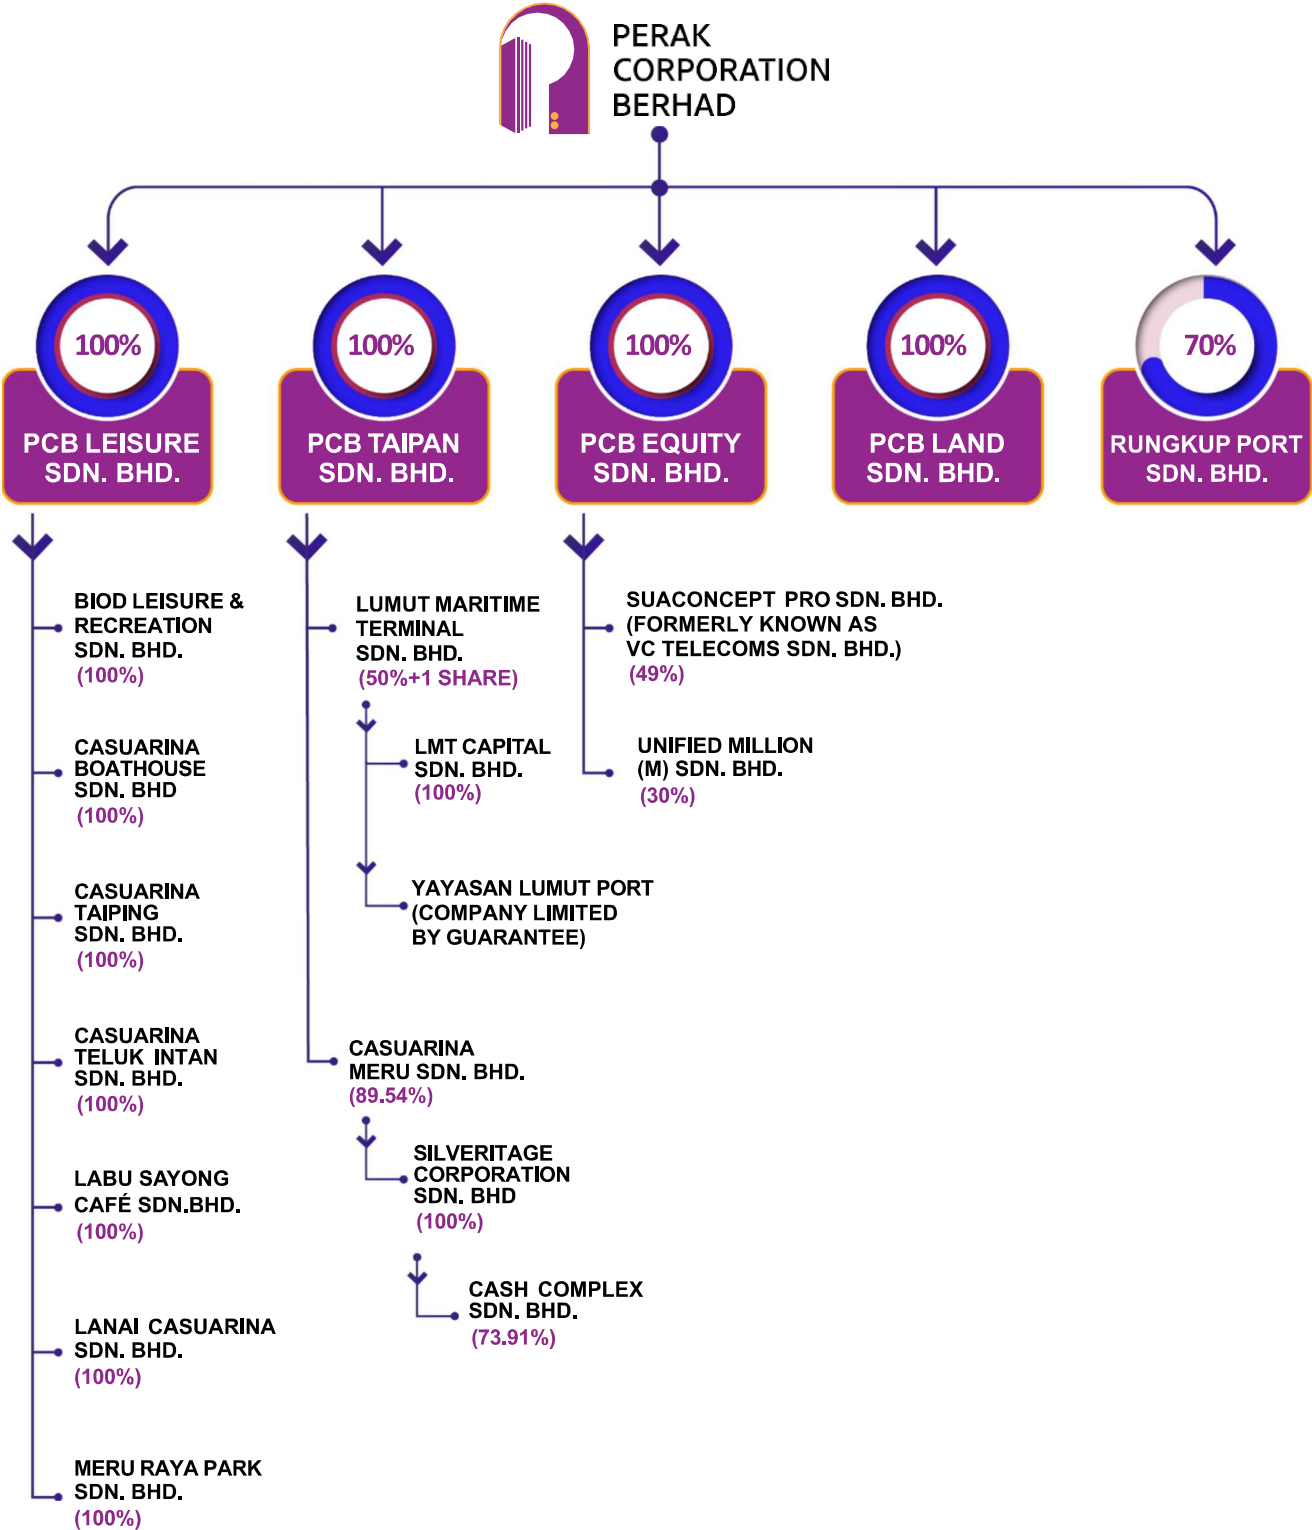 PERAK
CORPORATION
BERHAD
100%
PCB LEISURE
SDN. BHD.
100%
PCB TAIPAN
SDN. BHD.
100%
PCB EQUITY
SDN. BHD.
100%
PCB LAND
SDN. BHD.
70%
RUNGKUP PORT
SDN. BHD.
BIOD LEISURE &
RECREATION
SDN. BHD.
(100%)
CASUARINA
BOATHOUSE
SDN. BHD
(100%)
CASUARINA
TAIPING
SDN. BHD.
(100%)
CASUARINA
TELUK INTAN
SDN. BHD.
(100%)
LABU SAYONG
CAFÉ SDN.BHD.
(100%)
LANAI CASUARINA
SDN. BHD.
(100%)
MERU RAYA PARK
SDN. BHD.
(100%)
LUMUT MARITIME
TERMINAL
SDN. BHD.
(50%+1 SHARE)
LMT CAPITAL
SDN. BHD.
(100%)
YAYASAN LUMUT PORT
(COMPANY LIMITED
BY GUARANTEE)
CASUARINA
MERU SDN. BHD.
(89.54%)
SILVERITAGE
CORPORATION
SDN. BHD
(100%)
CASH COMPLEX
SDN. BHD.
(73.91%)
SUACONCEPT PRO SDN. BHD.
(FORMERLY KNOWN AS
VC TELECOMS SDN. BHD.)
(49%)
UNIFIED MILLION
(M) SDN. BHD.
(30%)